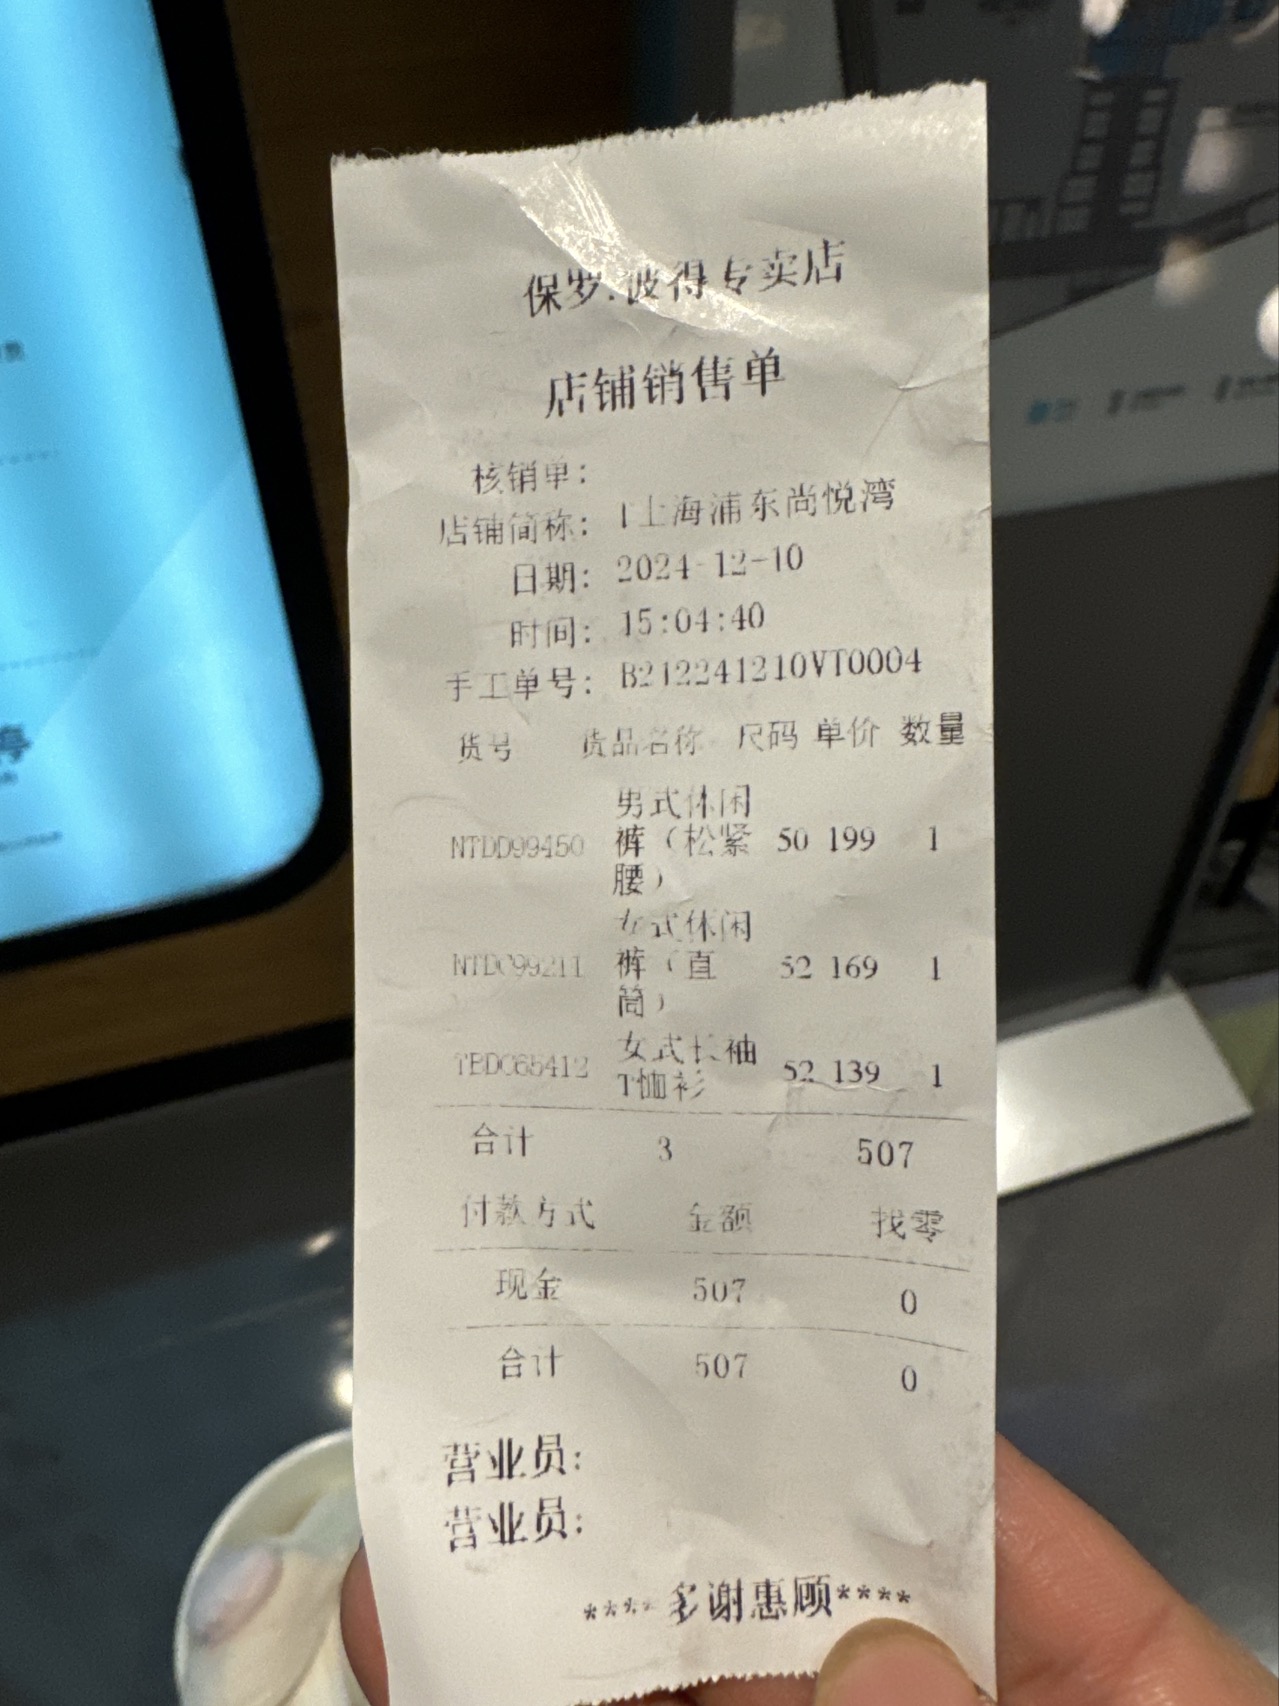 保罗.彼得专卖店
店铺销售单
核销单:
店铺简称: T上海浦东尚悦湾
日期: 2024-12-10
时间: 15:04:40
手工单号: B212241210VT0004
货号 货品名称 尺码 单价 数量
男式休闲
NTDD99450 裤(松紧 50 199 1
腰)
女式休闲
NTDC99211 裤(直 52 169 1
筒)
女式长袖
TBDC65412 T恤衫 52 139 1
合计 3 507
付款方式 金额 找零
现金 507 0
合计 507 0
营业员:
营业员:
****多谢惠顾****